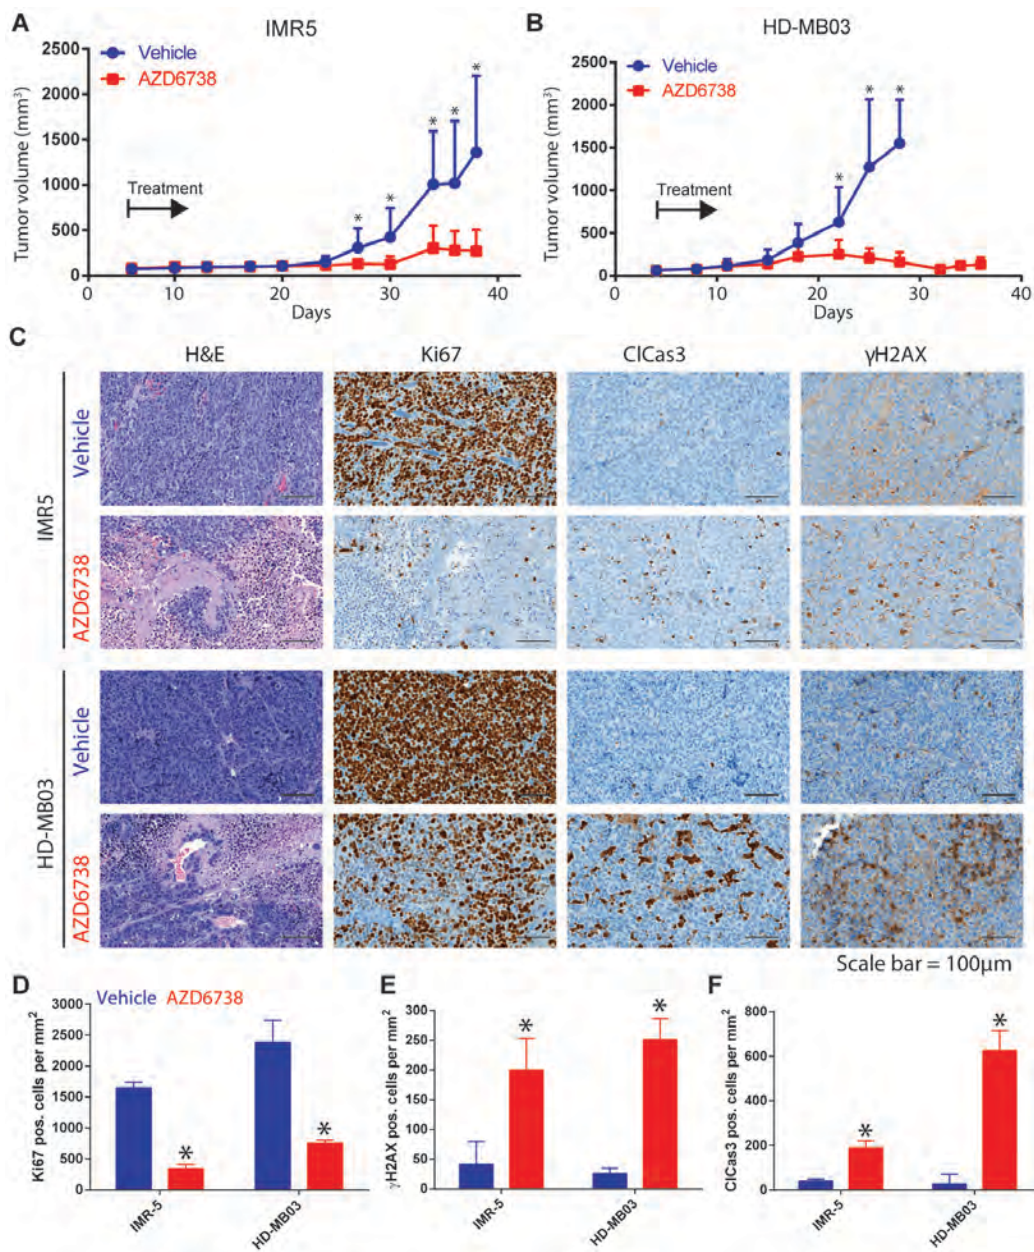 A
IMR5
Vehicle
AZD6738
Tumor volume (mm³)
2500
2000
1500
1000
500
0
Treatment
* * * * *
0 10 20 30 40
Days
B
HD-MB03
Vehicle
AZD6738
Tumor volume (mm³)
2500
2000
1500
1000
500
0
Treatment
* * *
0 10 20 30 40
Days
C
H&E Ki67 ClCas3 γH2AX
IMR5
Vehicle
AZD6738
HD-MB03
Vehicle
AZD6738
Scale bar = 100μm
D
Vehicle AZD6738
Ki67 pos. cells per mm²
3000
2500
2000
1500
1000
500
0
* *
IMR-5 HD-MB03
E
γH2AX pos. cells per mm²
300
250
200
150
100
50
0
* *
IMR-5 HD-MB03
F
ClCas3 pos. cells per mm²
800
600
400
200
0
* *
IMR-5 HD-MB03